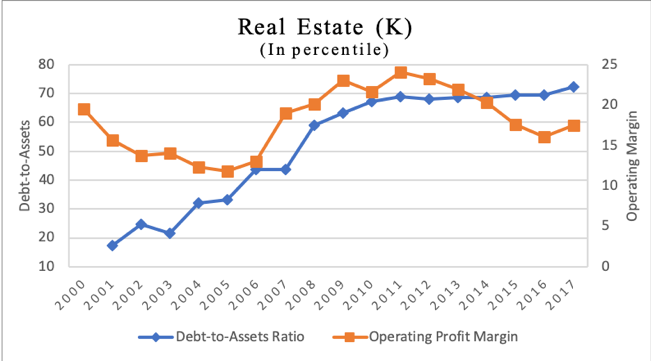 Real Estate (K)
(In percentile)
80
70
60
50
40
30
20
10
Debt-to-Assets
25
20
15
10
5
0
Operating Margin
2000 2001 2002 2003 2004 2005 2006 2007 2008 2009 2010 2011 2012 2013 2014 2015 2016 2017
Debt-to-Assets Ratio Operating Profit Margin